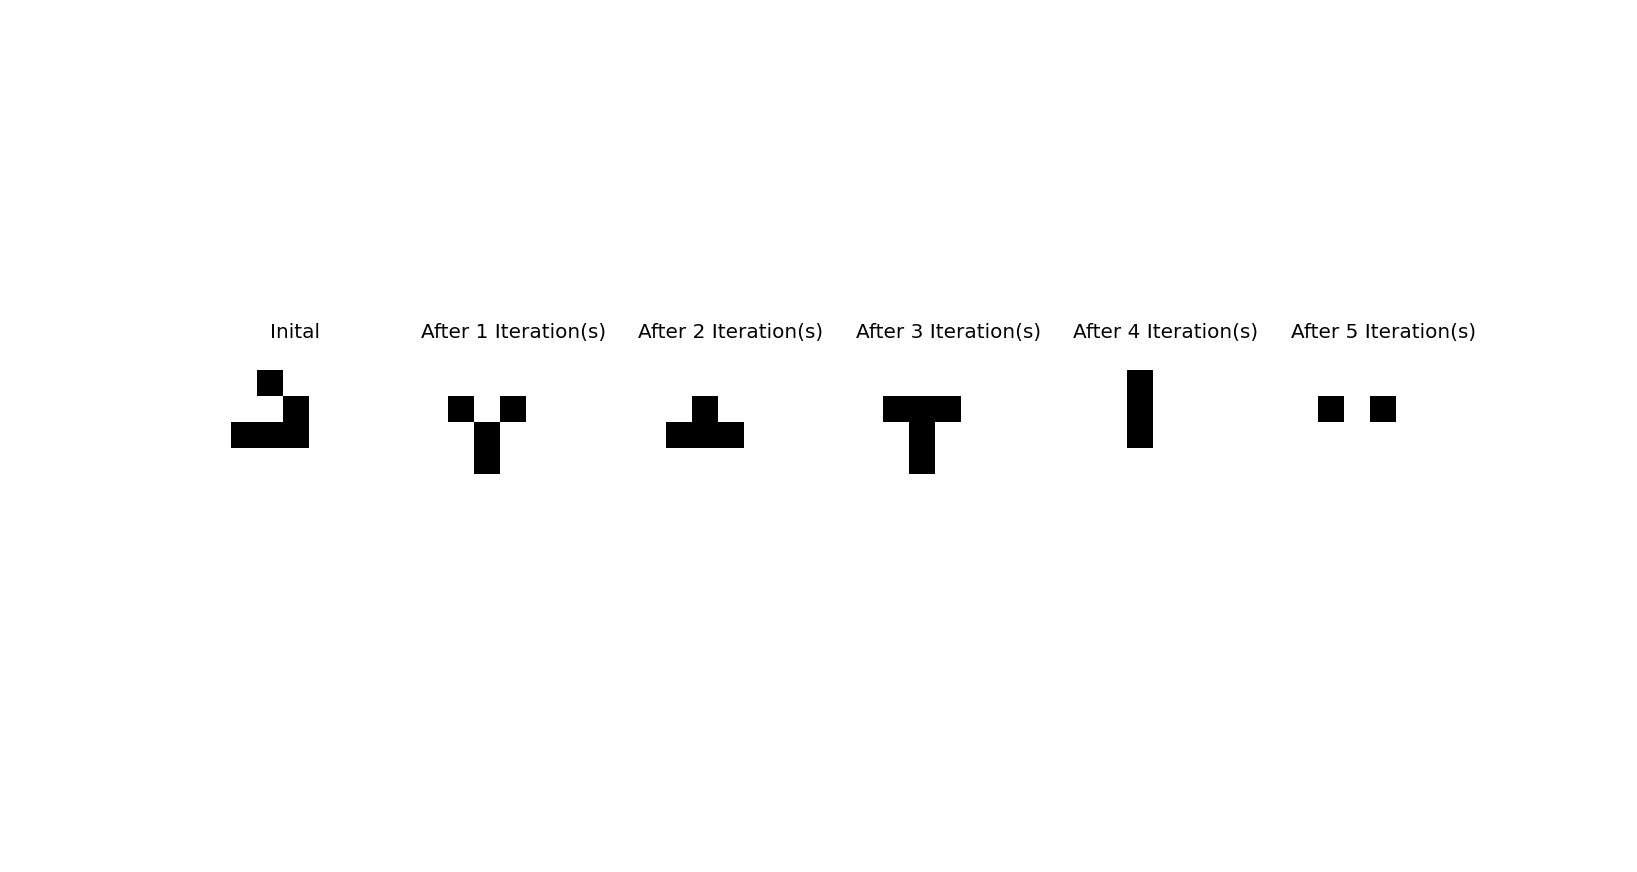 Inital
After 1 Iteration(s)
After 2 Iteration(s)
After 3 Iteration(s)
After 4 Iteration(s)
After 5 Iteration(s)